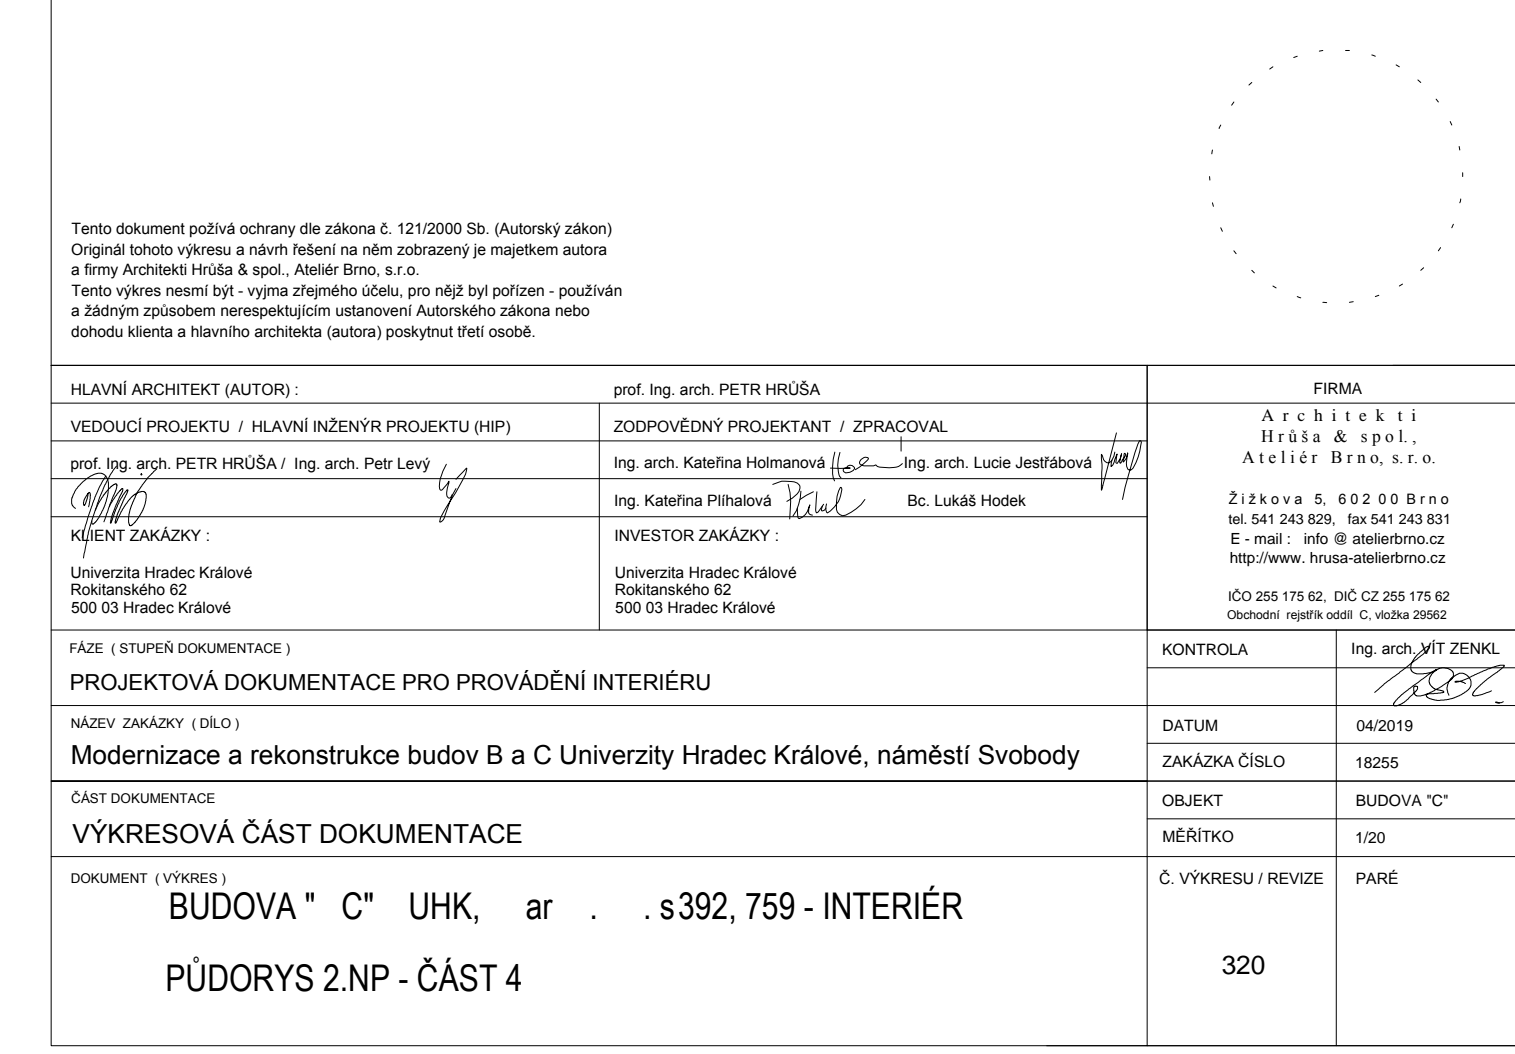 Tento dokument požívá ochrany dle zákona č. 121/2000 Sb. (Autorský zákon)
Originál tohoto výkresu a návrh řešení na něm zobrazený je majetkem autora
a firmy Architekti Hrůša & spol., Ateliér Brno, s.r.o.
Tento výkres nesmí být - vyjma zřejmého účelu, pro nějž byl pořízen - používán
a žádným způsobem nerespektujícím ustanovení Autorského zákona nebo
dohodu klienta a hlavního architekta (autora) poskytnut třetí osobě.
HLAVNÍ ARCHITEKT (AUTOR) :
prof. Ing. arch. PETR HRŮŠA
VEDOUCÍ PROJEKTU / HLAVNÍ INŽENÝR PROJEKTU (HIP)
ZODPOVĚDNÝ PROJEKTANT / ZPRACOVAL
prof. Ing. arch. PETR HRŮŠA / Ing. arch. Petr Levý
Ing. arch. Kateřina Holmanová
Ing. arch. Lucie Jestřábová
Ing. Kateřina Plíhalová
Bc. Lukáš Hodek
KLIENT ZAKÁZKY :
Univerzita Hradec Králové
Rokitanského 62
500 03 Hradec Králové
INVESTOR ZAKÁZKY :
Univerzita Hradec Králové
Rokitanského 62
500 03 Hradec Králové
FIRMA
Architekti
Hrůša & spol.,
Ateliér Brno, s.r.o.
Žižkova 5, 602 00 Brno
tel. 541 243 829, fax 541 243 831
E - mail : info @ atelierbrno.cz
http://www. hrusa-atelierbrno.cz
IČO 255 175 62, DIČ CZ 255 175 62
Obchodní rejstřík oddíl C, vložka 29562
FÁZE ( STUPEŇ DOKUMENTACE )
PROJEKTOVÁ DOKUMENTACE PRO PROVÁDĚNÍ INTERIÉRU
KONTROLA
Ing. arch. VÍT ZENKL
NÁZEV ZAKÁZKY ( DÍLO )
Modernizace a rekonstrukce budov B a C Univerzity Hradec Králové, náměstí Svobody
DATUM
04/2019
ZAKÁZKA ČÍSLO
18255
ČÁST DOKUMENTACE
VÝKRESOVÁ ČÁST DOKUMENTACE
OBJEKT
BUDOVA "C"
MĚŘÍTKO
1/20
DOKUMENT ( VÝKRES )
BUDOVA " C" UHK, ar . . s 392, 759 - INTERIÉR
PŮDORYS 2.NP - ČÁST 4
Č. VÝKRESU / REVIZE
320
PARÉ